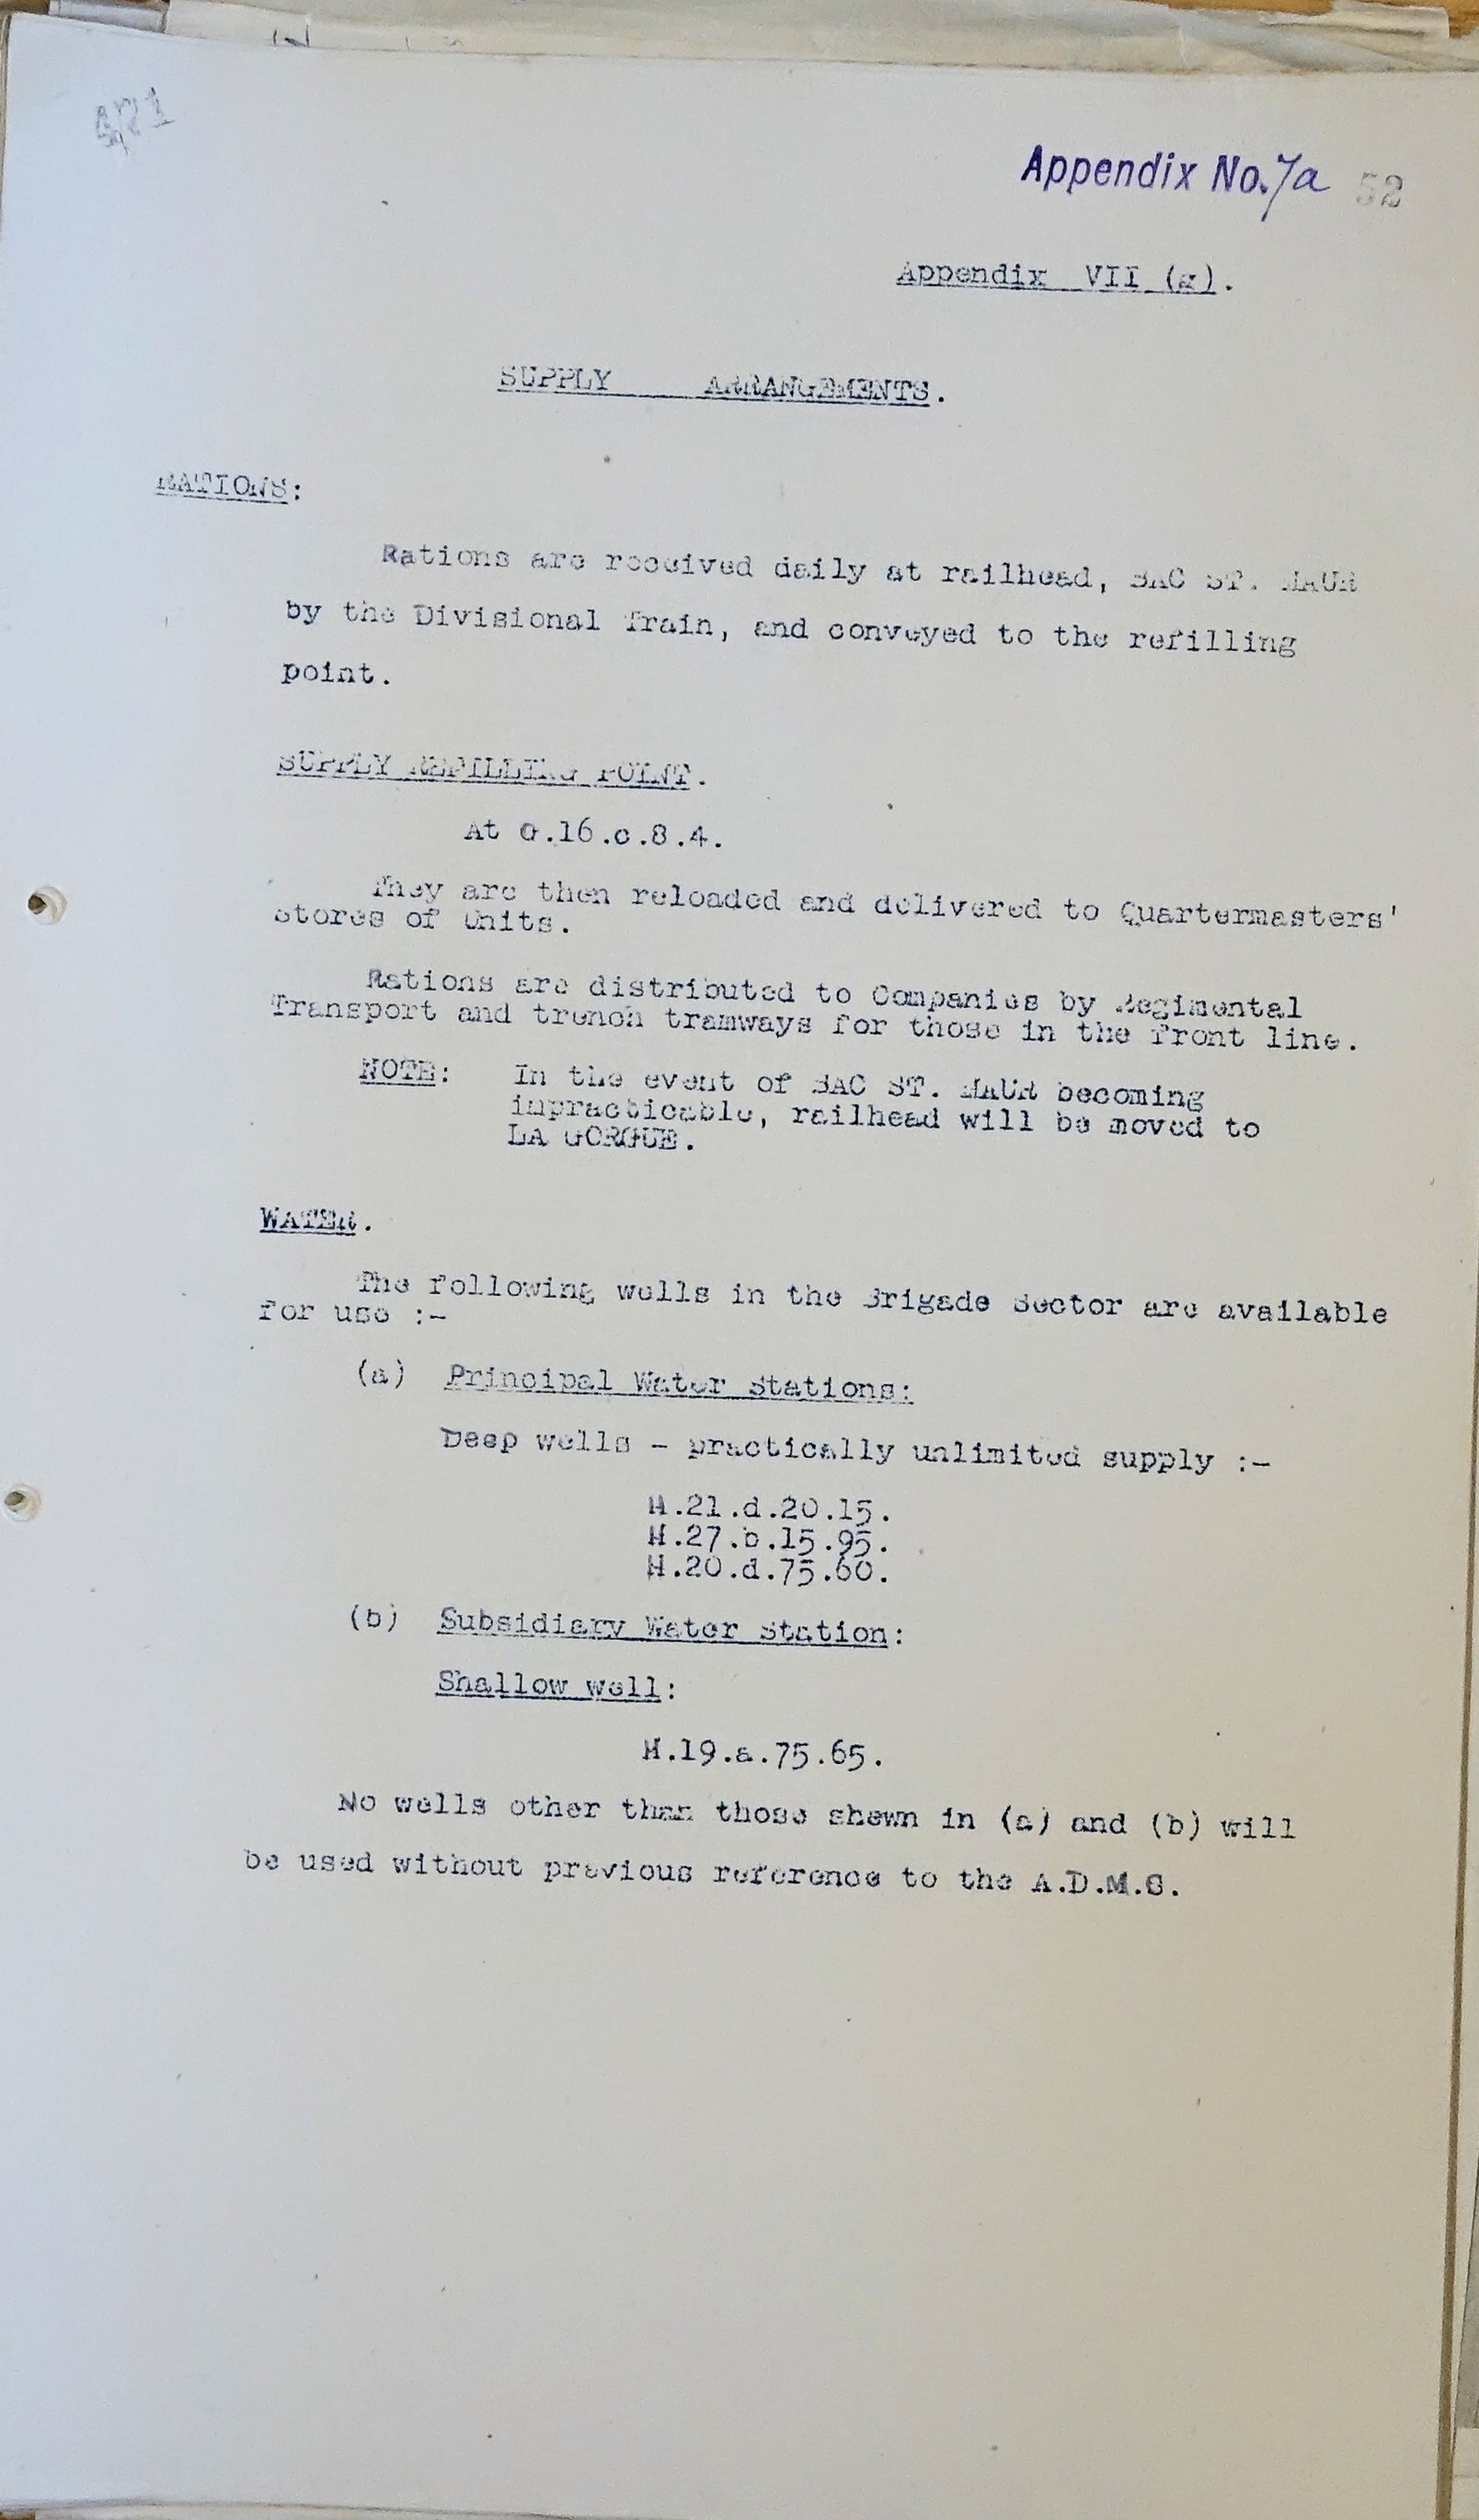 Appendix No. 7a 52
Appendix VII (a).
SUPPLY ARRANGEMENTS.
RATIONS:
Rations are received daily at railhead, BAC ST. MAUR
by the Divisional Train, and conveyed to the refilling
point.
SUPPLY REFILLING POINT.
At G.16.c.8.4.
They are then reloaded and delivered to Quartermasters'
Stores of Units.
Rations are distributed to Companies by Regimental
Transport and trench tramways for those in the front line.
NOTE: In the event of BAC ST. MAUR becoming
impracticable, railhead will be moved to
LA GORGUE.
WATER.
The following wells in the Brigade Sector are available
for use :-
(a) Principal Water Stations:
Deep wells - practically unlimited supply :-
H.21.d.20.15.
H.27.b.15.95.
H.20.d.75.60.
(b) Subsidiary Water Station:
Shallow well:
H.19.a.75.65.
No wells other than those shewn in (a) and (b) will
be used without previous reference to the A.D.M.S.